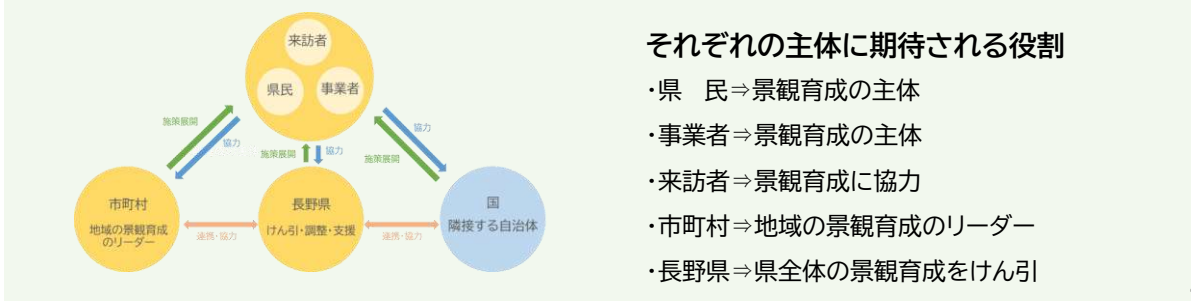 来訪者
県民
事業者
施策展開
協力
施策展開
協力
施策展開
協力
市町村
地域の景観育成
のリーダー
連携・協力
長野県
けん引・調整・支援
連携・協力
国
隣接する自治体
それぞれの主体に期待される役割
・県　民⇒景観育成の主体
・事業者⇒景観育成の主体
・来訪者⇒景観育成に協力
・市町村⇒地域の景観育成のリーダー
・長野県⇒県全体の景観育成をけん引